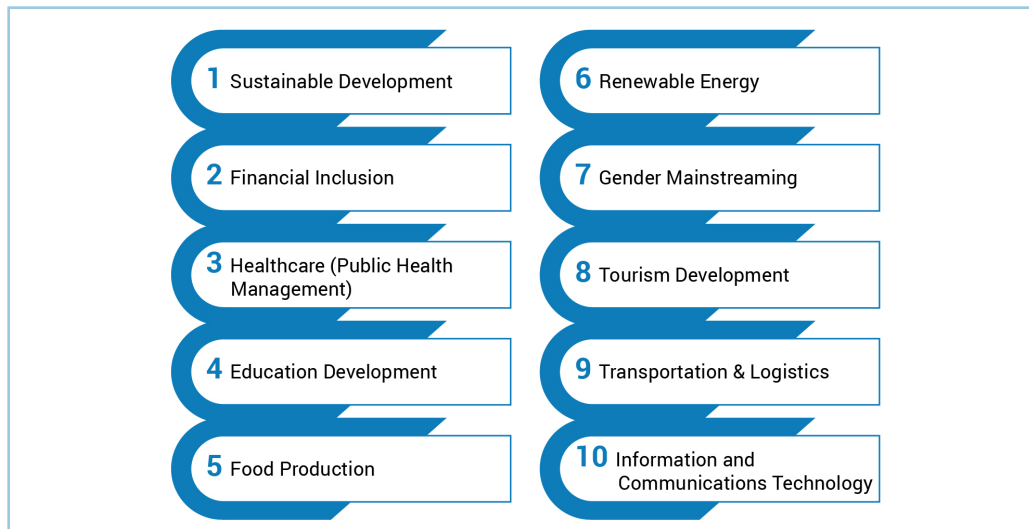 1 Sustainable Development
2 Financial Inclusion
3 Healthcare (Public Health
Management)
4 Education Development
5 Food Production
6 Renewable Energy
7 Gender Mainstreaming
8 Tourism Development
9 Transportation & Logistics
10 Information and
Communications Technology